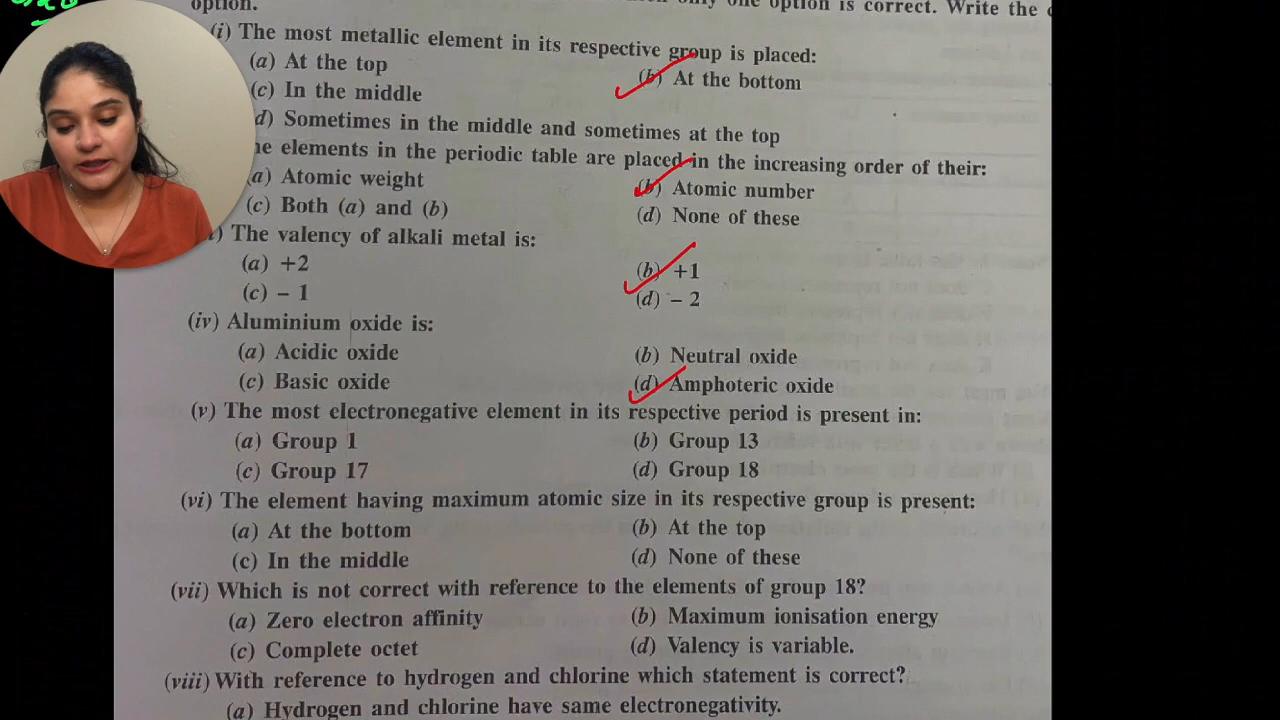 option. only one option is correct. Write the
(i) The most metallic element in its respective group is placed:
(a) At the top (b) At the bottom
(c) In the middle
(d) Sometimes in the middle and sometimes at the top
elements in the periodic table are placed in the increasing order of their:
(a) Atomic weight (b) Atomic number
(c) Both (a) and (b) (d) None of these
) The valency of alkali metal is:
(a) +2 (b) +1
(c) – 1 (d) – 2
(iv) Aluminium oxide is:
(a) Acidic oxide (b) Neutral oxide
(c) Basic oxide (d) Amphoteric oxide
(v) The most electronegative element in its respective period is present in:
(a) Group 1 (b) Group 13
(c) Group 17 (d) Group 18
(vi) The element having maximum atomic size in its respective group is present:
(a) At the bottom (b) At the top
(c) In the middle (d) None of these
(vii) Which is not correct with reference to the elements of group 18?
(a) Zero electron affinity (b) Maximum ionisation energy
(c) Complete octet (d) Valency is variable.
(viii) With reference to hydrogen and chlorine which statement is correct?
(a) Hydrogen and chlorine have same electronegativity.